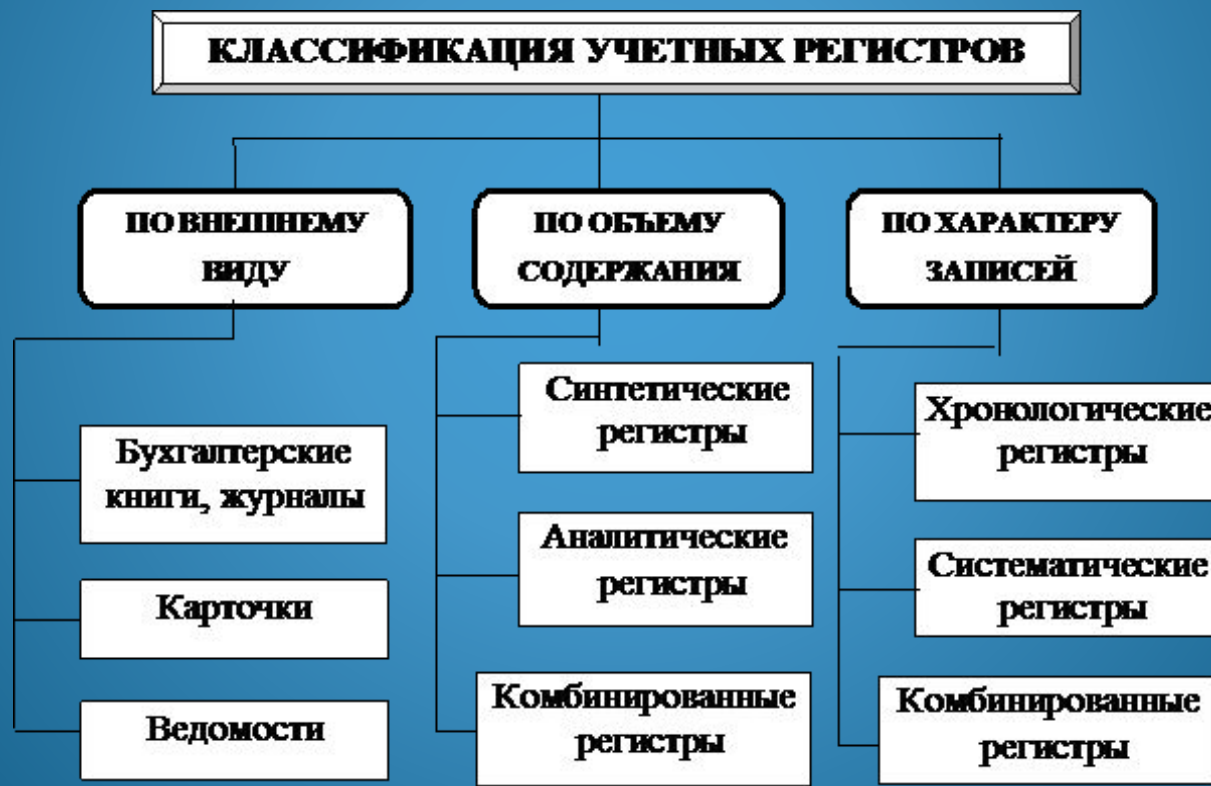 КЛАССИФИКАЦИЯ УЧЕТНЫХ РЕГИСТРОВ
ПО ВНЕШНЕМУ
ВИДУ
ПО ОБЪЕМУ
СОДЕРЖАНИЯ
ПО ХАРАКТЕРУ
ЗАПИСЕЙ
Бухгалтерские
книги, журналы
Карточки
Ведомости
Синтетические
регистры
Аналитические
регистры
Комбинированные
регистры
Хронологические
регистры
Систематические
регистры
Комбинированные
регистры